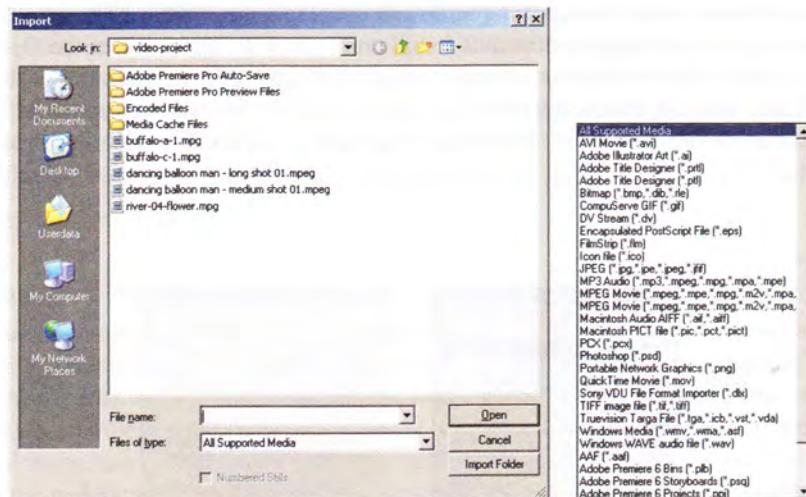 Import
Look in: video-project
My Recent
Documents
Desktop
Userdata
My Computer
My Network
Places
Adobe Premiere Pro Auto-Save
Adobe Premiere Pro Preview Files
Encoded Files
Media Cache Files
buffalo-a-1.mpg
buffalo-c-1.mpg
dancing balloon man - long shot 01.mpeg
dancing balloon man - medium shot 01.mpeg
river-04-flower.mpg
File name:
Open
Files of type: All Supported Media
Cancel
Numbered Stills
Import Folder
All Supported Media
AVI Movie (*.avi)
Adobe Illustrator Art (*.ai)
Adobe Title Designer (*.prtl)
Adobe Title Designer (*.ptl)
Bitmap (*.bmp,*.dib,*.rle)
CompuServe GIF (*.gif)
DV Stream (*.dv)
Encapsulated PostScript File (*.eps)
FilmStrip (*.flm)
Icon file (*.ico)
JPEG (*.jpg,*.jpe,*.jpeg,*.jfif)
MP3 Audio (*.mp3,*.mpeg,*.mpg,*.mpa,*.mpe)
MPEG Movie (*.mpeg,*.mpe,*.mpg,*.m2v,*.mpa,
MPEG Movie (*.mpeg,*.mpe,*.mpg,*.m2v,*.mpa,
Macintosh Audio AIFF (*.aif,*.aiff)
Macintosh PICT file (*.pic,*.pct,*.pict)
PCX (*.pcx)
Photoshop (*.psd)
Portable Network Graphics (*.png)
QuickTime Movie (*.mov)
Sony VDU File Format Importer (*.dlx)
TIFF image file (*.tif,*.tiff)
Truevision Targa File (*.tga,*.icb,*.vst,*.vda)
Windows Media (*.wmv,*.wma,*.asf)
Windows WAVE audio file (*.wav)
AAF (*.aaf)
Adobe Premiere 6 Bins (*.plb)
Adobe Premiere 6 Storyboards (*.psq)
Adobe Premiere 6 Projects (*.ppj)